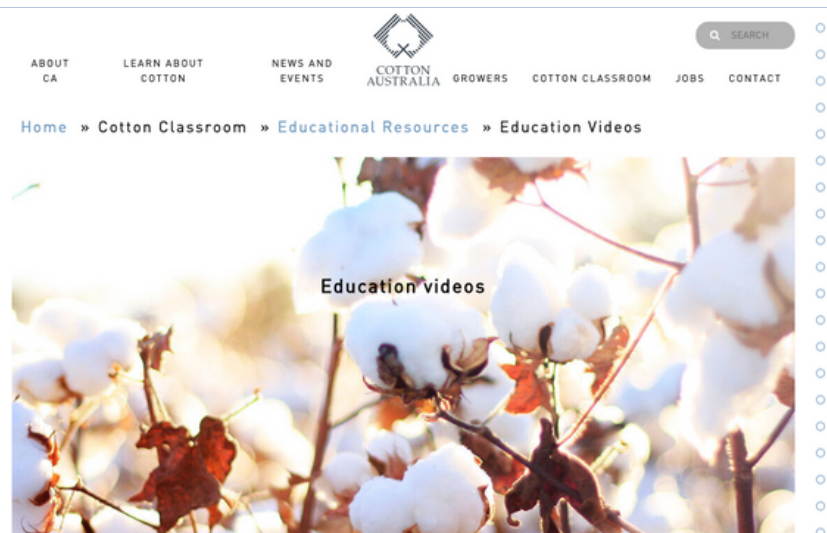 SEARCH
ABOUT
CA
LEARN ABOUT
COTTON
NEWS AND
EVENTS
COTTON
AUSTRALIA
GROWERS
COTTON CLASSROOM
JOBS
CONTACT
Home » Cotton Classroom » Educational Resources » Education Videos
Education videos